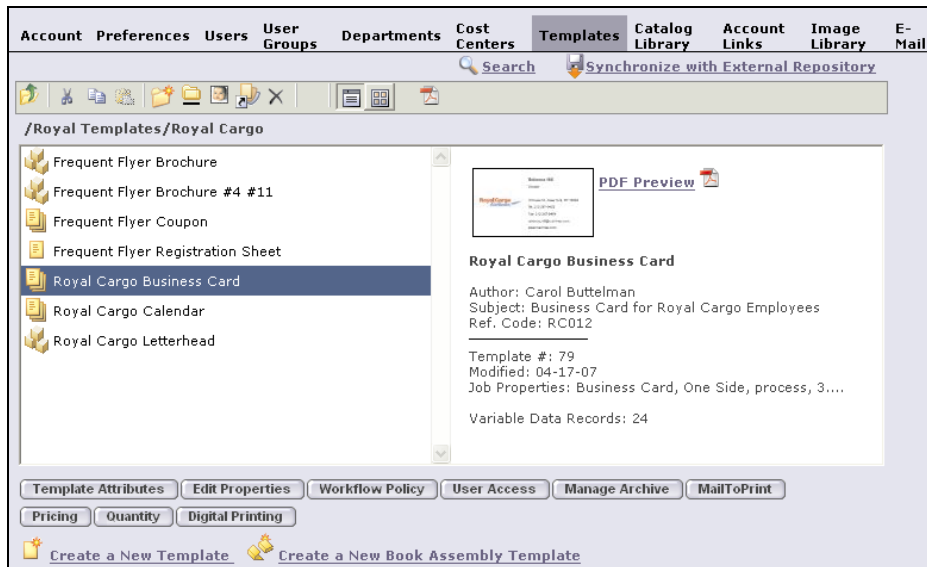 Account Preferences Users User Groups Departments Cost Centers Templates Catalog Library Account Links Image Library E-Mail
Search Synchronize with External Repository
/Royal Templates/Royal Cargo
Frequent Flyer Brochure
Frequent Flyer Brochure #4 #11
Frequent Flyer Coupon
Frequent Flyer Registration Sheet
Royal Cargo Business Card
Royal Cargo Calendar
Royal Cargo Letterhead
RoyalCargo
PDF Preview
Royal Cargo Business Card
Author: Carol Buttelman
Subject: Business Card for Royal Cargo Employees
Ref. Code: RC012
Template #: 79
Modified: 04-17-07
Job Properties: Business Card, One Side, process, 3....
Variable Data Records: 24
Template Attributes Edit Properties Workflow Policy User Access Manage Archive MailToPrint
Pricing Quantity Digital Printing
Create a New Template Create a New Book Assembly Template